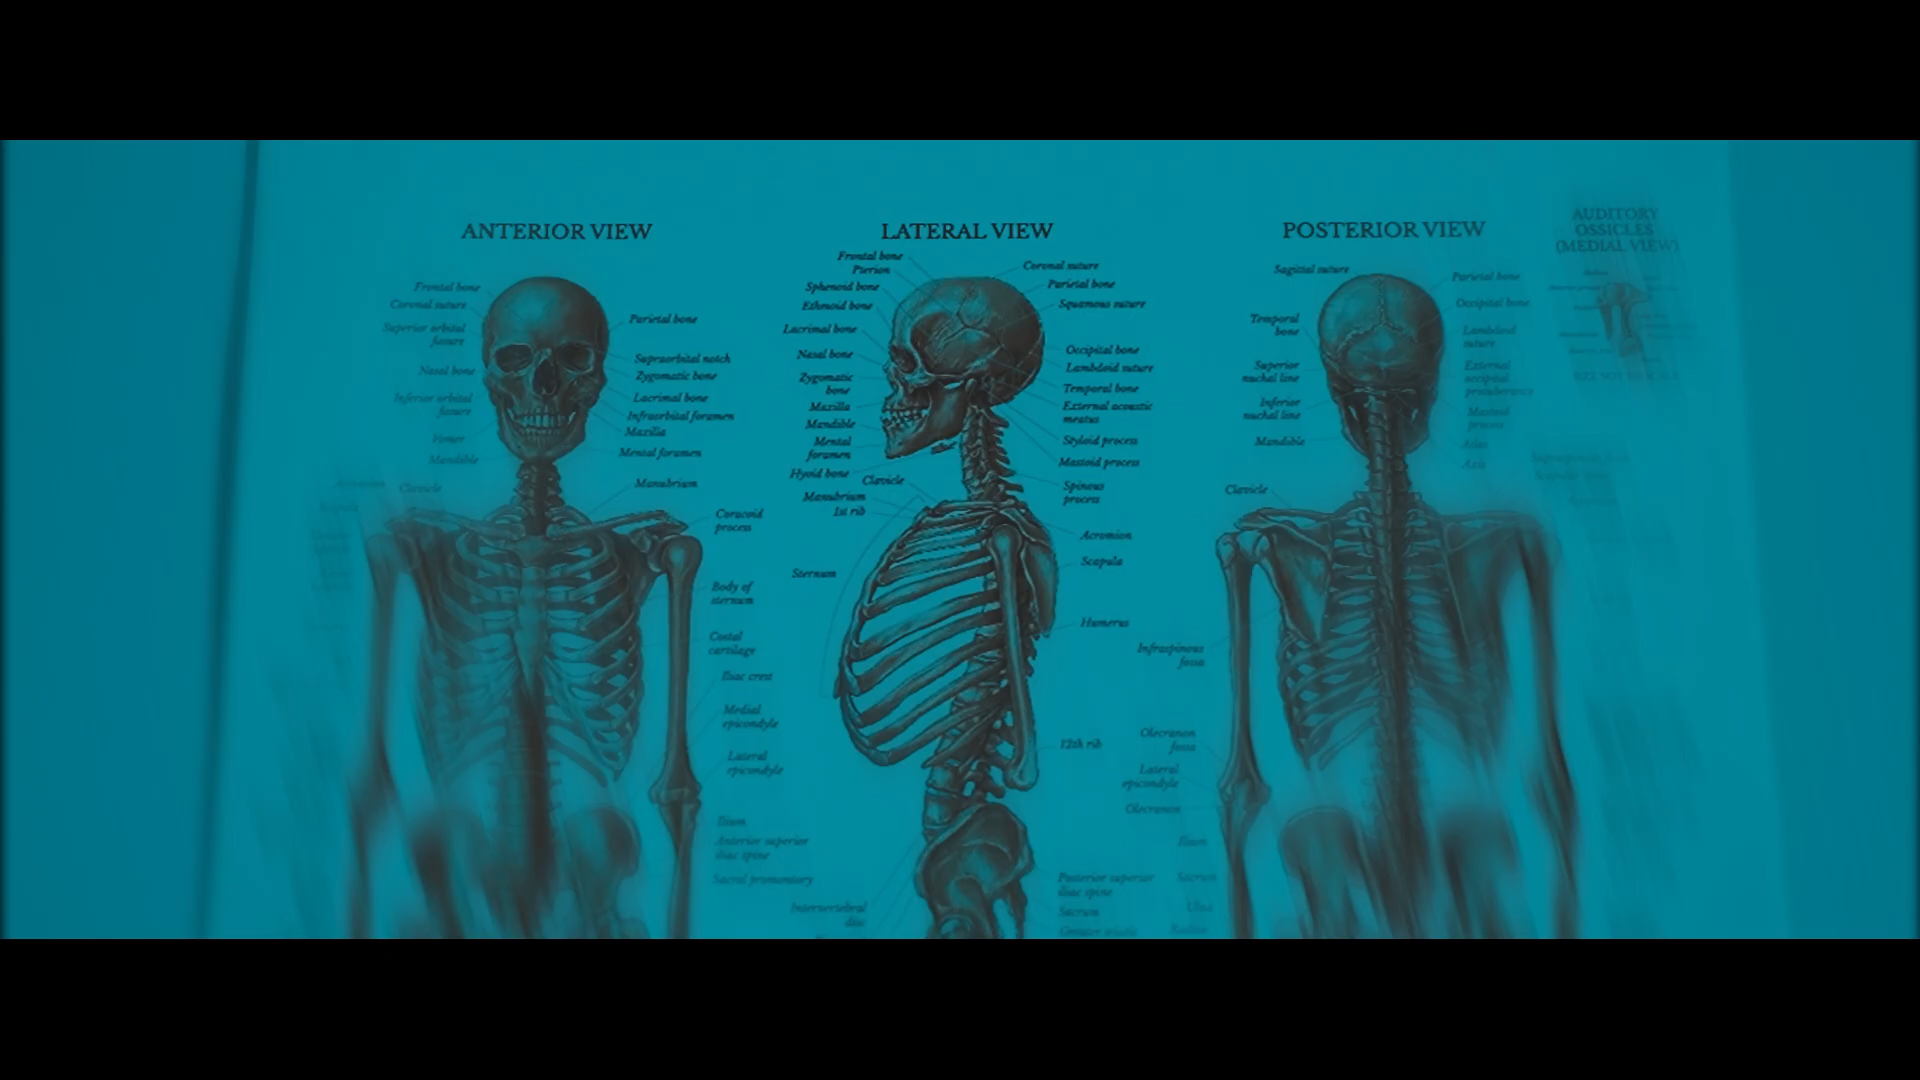 ANTERIOR VIEW
Frontal bone
Coronal suture
Superior orbital
fissure
Nasal bone
Inferior orbital
fissure
Vomer
Mandible
Acromion
Clavicle
Parietal bone
Supraorbital notch
Zygomatic bone
Lacrimal bone
Infraorbital foramen
Maxilla
Mental foramen
Manubrium
Coracoid
process
Body of
sternum
Costal
cartilage
Iliac crest
Medial
epicondyle
Lateral
epicondyle
Ilium
Anterior superior
iliac spine
Sacral promontory
LATERAL VIEW
Frontal bone
Pterion
Sphenoid bone
Ethmoid bone
Lacrimal bone
Nasal bone
Zygomatic
bone
Maxilla
Mandible
Mental
foramen
Hyoid bone
Clavicle
Manubrium
1st rib
Sternum
Intervertebral
disc
Coronal suture
Parietal bone
Squamous suture
Occipital bone
Lambdoid suture
Temporal bone
External acoustic
meatus
Styloid process
Mastoid process
Spinous
process
Acromion
Scapula
Humerus
12th rib
Posterior superior
iliac spine
Sacrum
POSTERIOR VIEW
Sagittal suture
Temporal
bone
Superior
nuchal line
Inferior
nuchal line
Mandible
Clavicle
Infraspinous
fossa
Olecranon
fossa
Lateral
epicondyle
Olecranon
Ilium
Sacrum
Ulna
Radius
Parietal bone
Occipital bone
Lambdoid
suture
External
occipital
protuberance
Mastoid
process
Atlas
Axis
AUDITORY
OSSICLES
(MEDIAL VIEW)